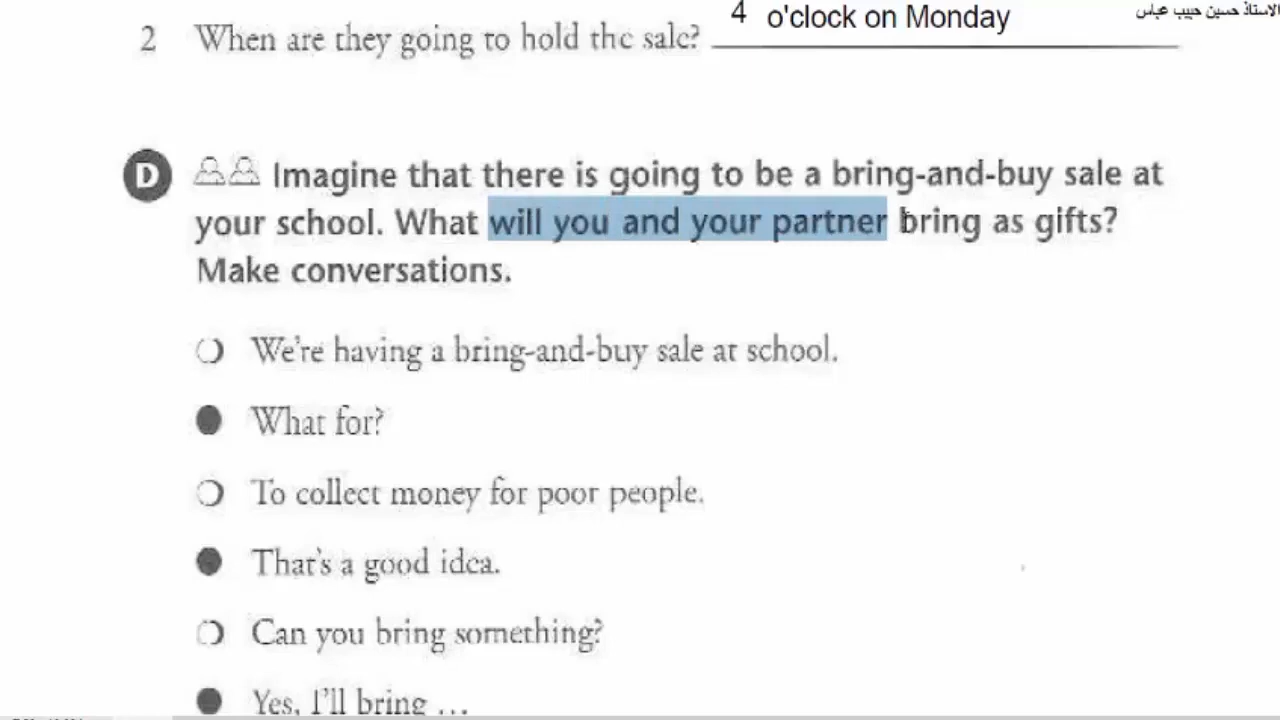 الاستاذ حسين حبيب عباس
4 o'clock on Monday
2 When are they going to hold the sale?
D Imagine that there is going to be a bring-and-buy sale at
your school. What will you and your partner bring as gifts?
Make conversations.
We're having a bring-and-buy sale at school.
What for?
To collect money for poor people.
That's a good idea.
Can you bring something?
Yes, I'll bring ...